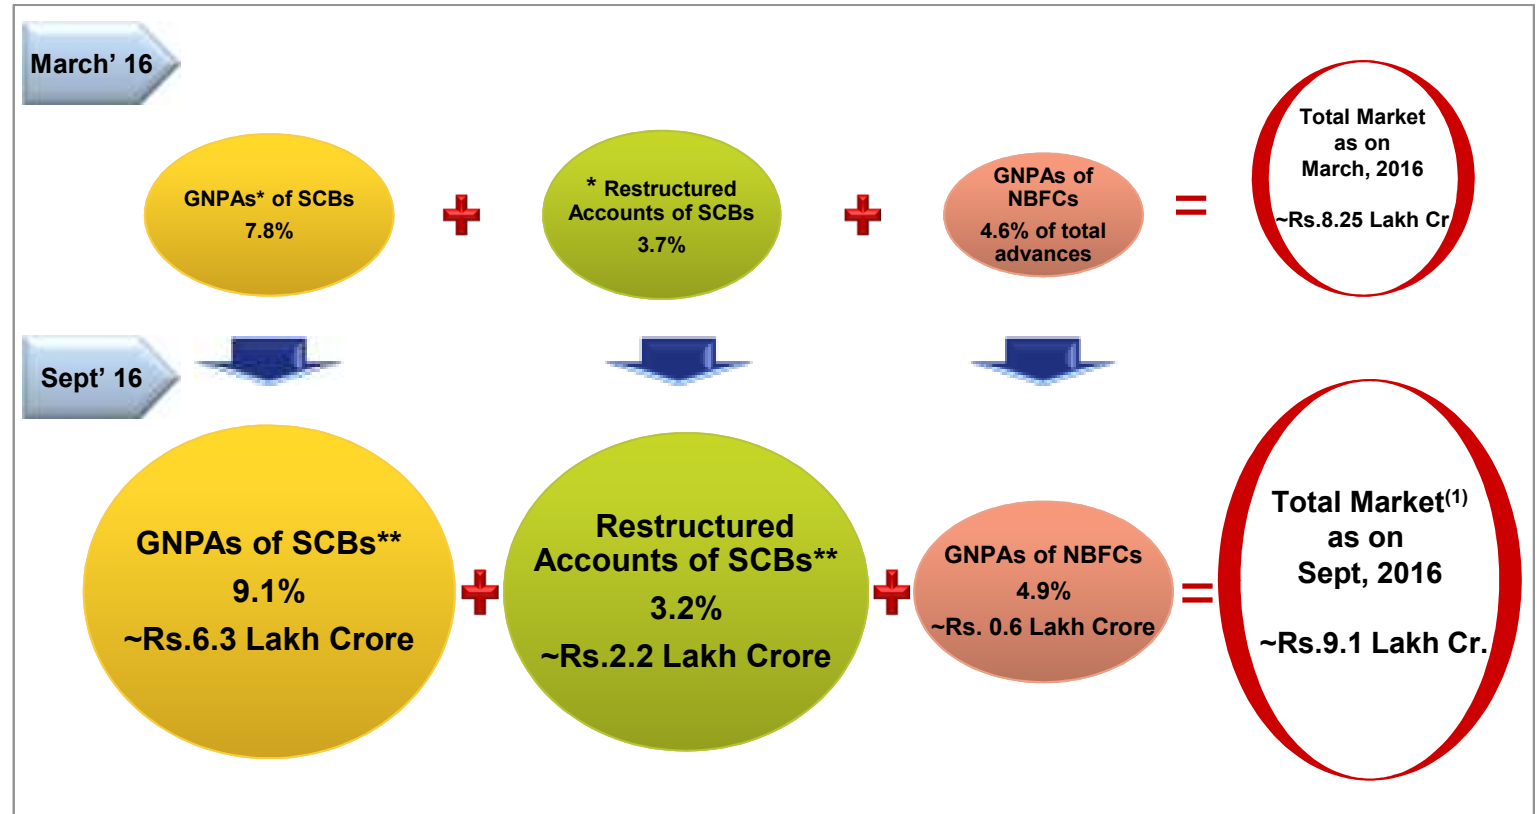 March’ 16
GNPAs* of SCBs
7.8%
* Restructured
Accounts of SCBs
3.7%
GNPAs of
NBFCs
4.6% of total
advances
=
Total Market
as on
March, 2016
~Rs.8.25 Lakh Cr.
Sept’ 16
GNPAs of SCBs**
9.1%
~Rs.6.3 Lakh Crore
Restructured
Accounts of SCBs**
3.2%
~Rs.2.2 Lakh Crore
GNPAs of NBFCs
4.9%
~Rs. 0.6 Lakh Crore
=
Total Market(1)
as on
Sept, 2016
~Rs.9.1 Lakh Cr.